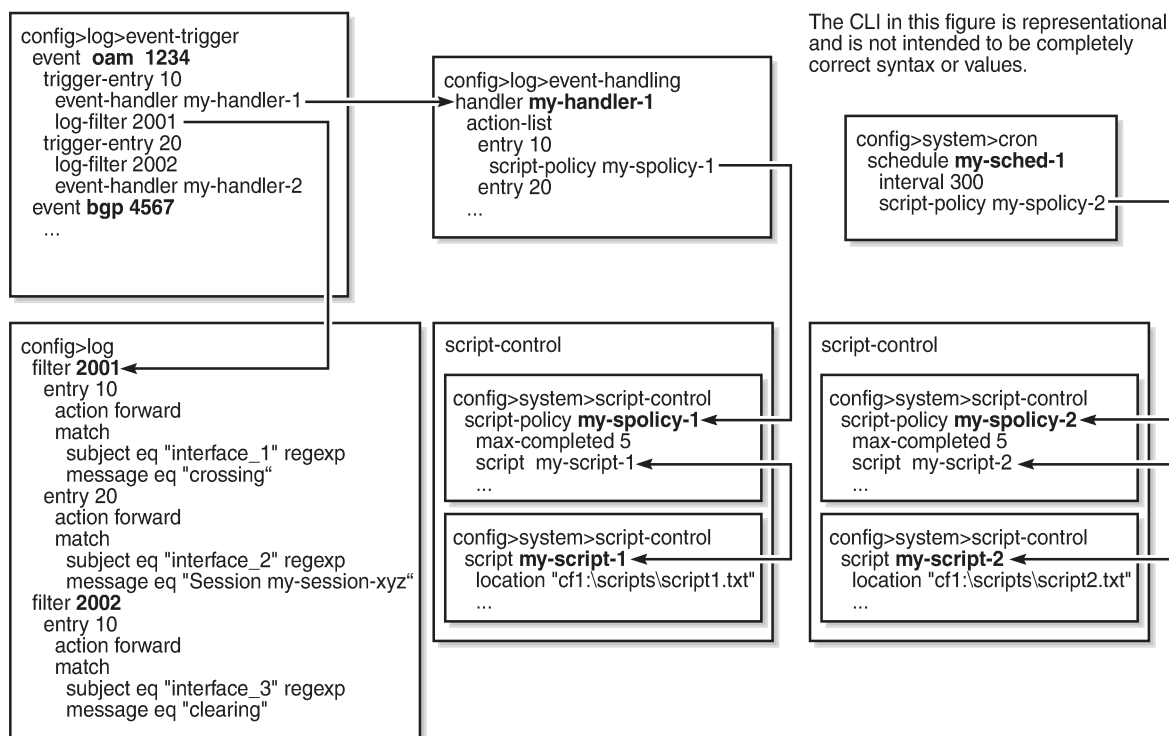 config>log>event-trigger
event oam 1234
trigger-entry 10
event-handler my-handler-1
log-filter 2001
trigger-entry 20
log-filter 2002
event-handler my-handler-2
event bgp 4567
...
config>log>event-handling
handler my-handler-1
action-list
entry 10
script-policy my-spolicy-1
entry 20
...
The CLI in this figure is representational
and is not intended to be completely
correct syntax or values.
config>system>cron
schedule my-sched-1
interval 300
script-policy my-spolicy-2
config>log
filter 2001
entry 10
action forward
match
subject eq "interface_1" regexp
message eq "crossing“
entry 20
action forward
match
subject eq "interface_2" regexp
message eq "Session my-session-xyz“
filter 2002
entry 10
action forward
match
subject eq "interface_3" regexp
message eq "clearing"
script-control
config>system>script-control
script-policy my-spolicy-1
max-completed 5
script my-script-1
...
config>system>script-control
script my-script-1
location "cf1:\scripts\script1.txt"
...
script-control
config>system>script-control
script-policy my-spolicy-2
max-completed 5
script my-script-2
...
config>system>script-control
script my-script-2
location "cf1:\scripts\script2.txt"
...